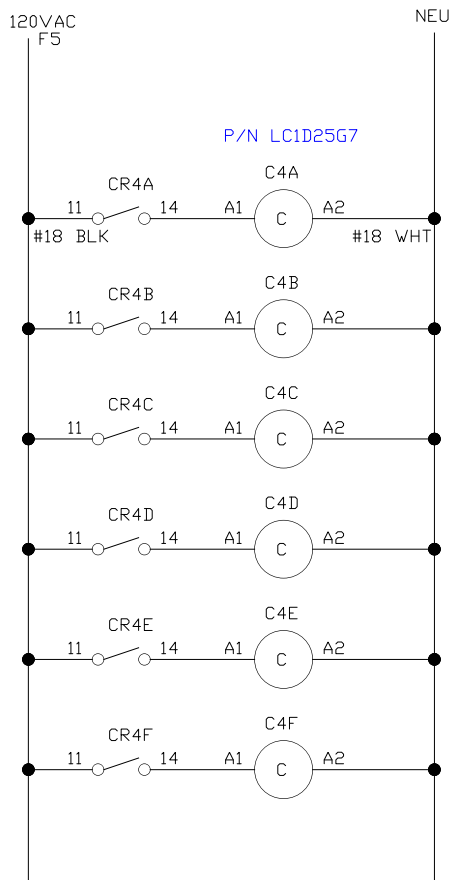 120VAC NEU
F5
P/N LC1D25G7
CR4A C4A
11 14 A1 C A2
#18 BLK #18 WHT
CR4B C4B
11 14 A1 C A2
CR4C C4C
11 14 A1 C A2
CR4D C4D
11 14 A1 C A2
CR4E C4E
11 14 A1 C A2
CR4F C4F
11 14 A1 C A2